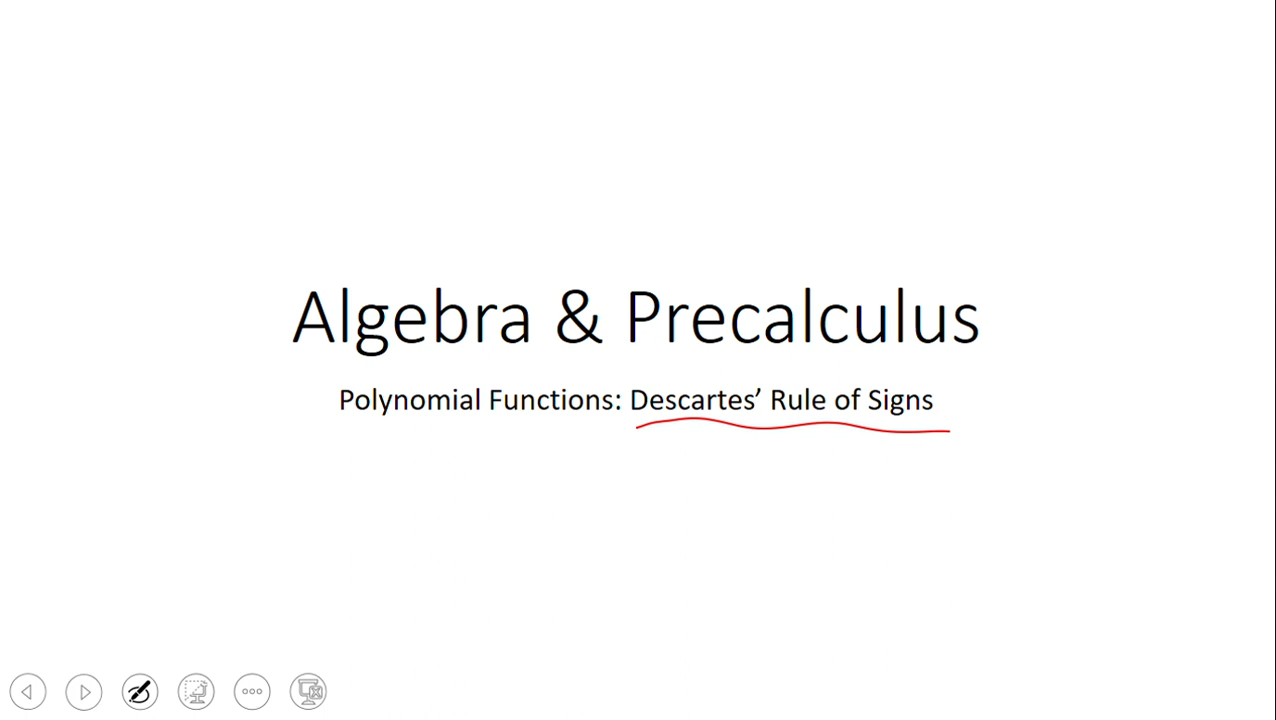 Algebra & Precalculus
Polynomial Functions: Descartes’ Rule of Signs